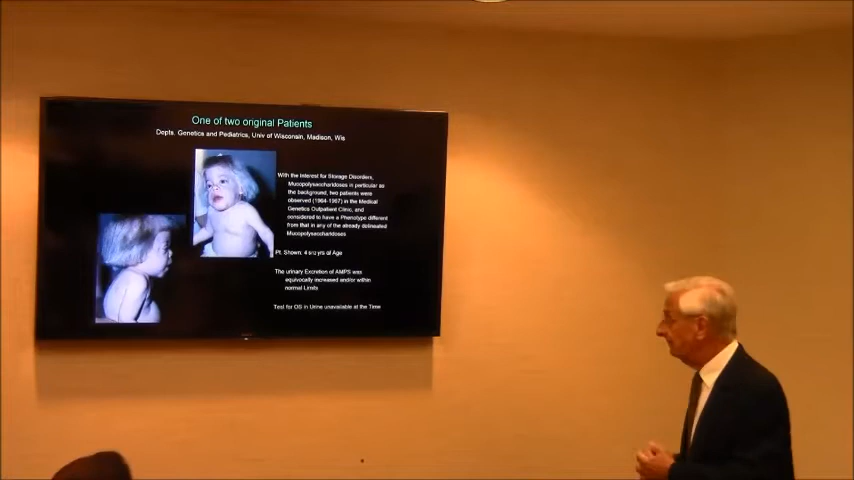 One of two original Patients
Depts. Genetics and Pediatrics, Univ of Wisconsin, Madison, Wis
With the Interest for Storage Disorders,
Mucopolysaccharidoses in particular as
the background, two patients were
observed (1964-1967) in the Medical
Genetics Outpatient Clinic, and
considered to have a Phenotype different
from that in any of the already delineated
Mucopolysaccharidoses
Pt. Shown: 4 yrs of Age
The urinary Excretion of AMPS was
equivocally increased and/or within
normal Limits
Test for OS in Urine unavailable at the Time